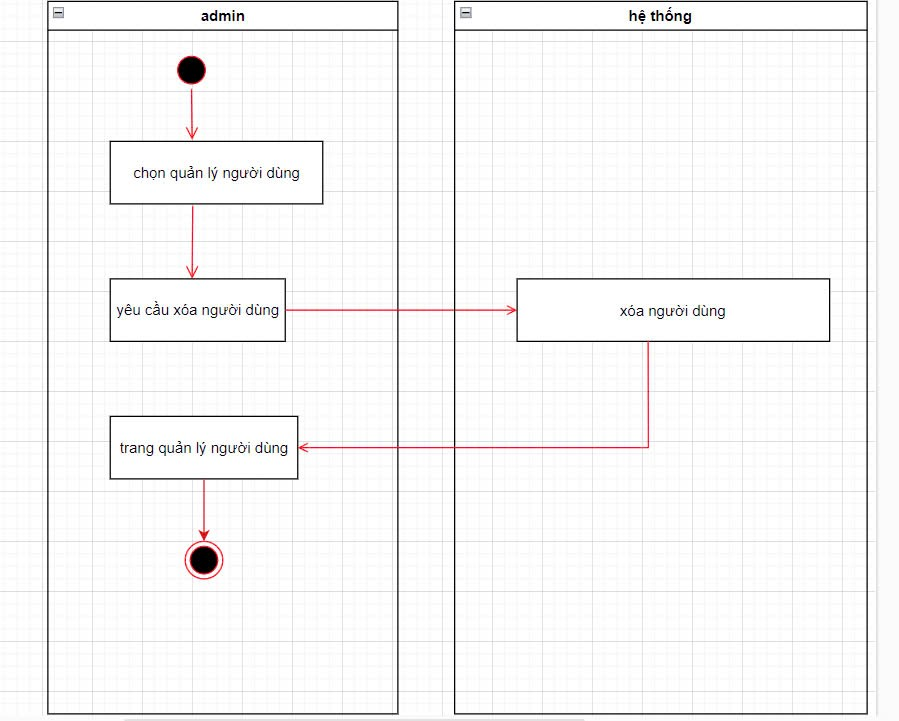 admin
hệ thống
chọn quản lý người dùng
yêu cầu xóa người dùng
xóa người dùng
trang quản lý người dùng